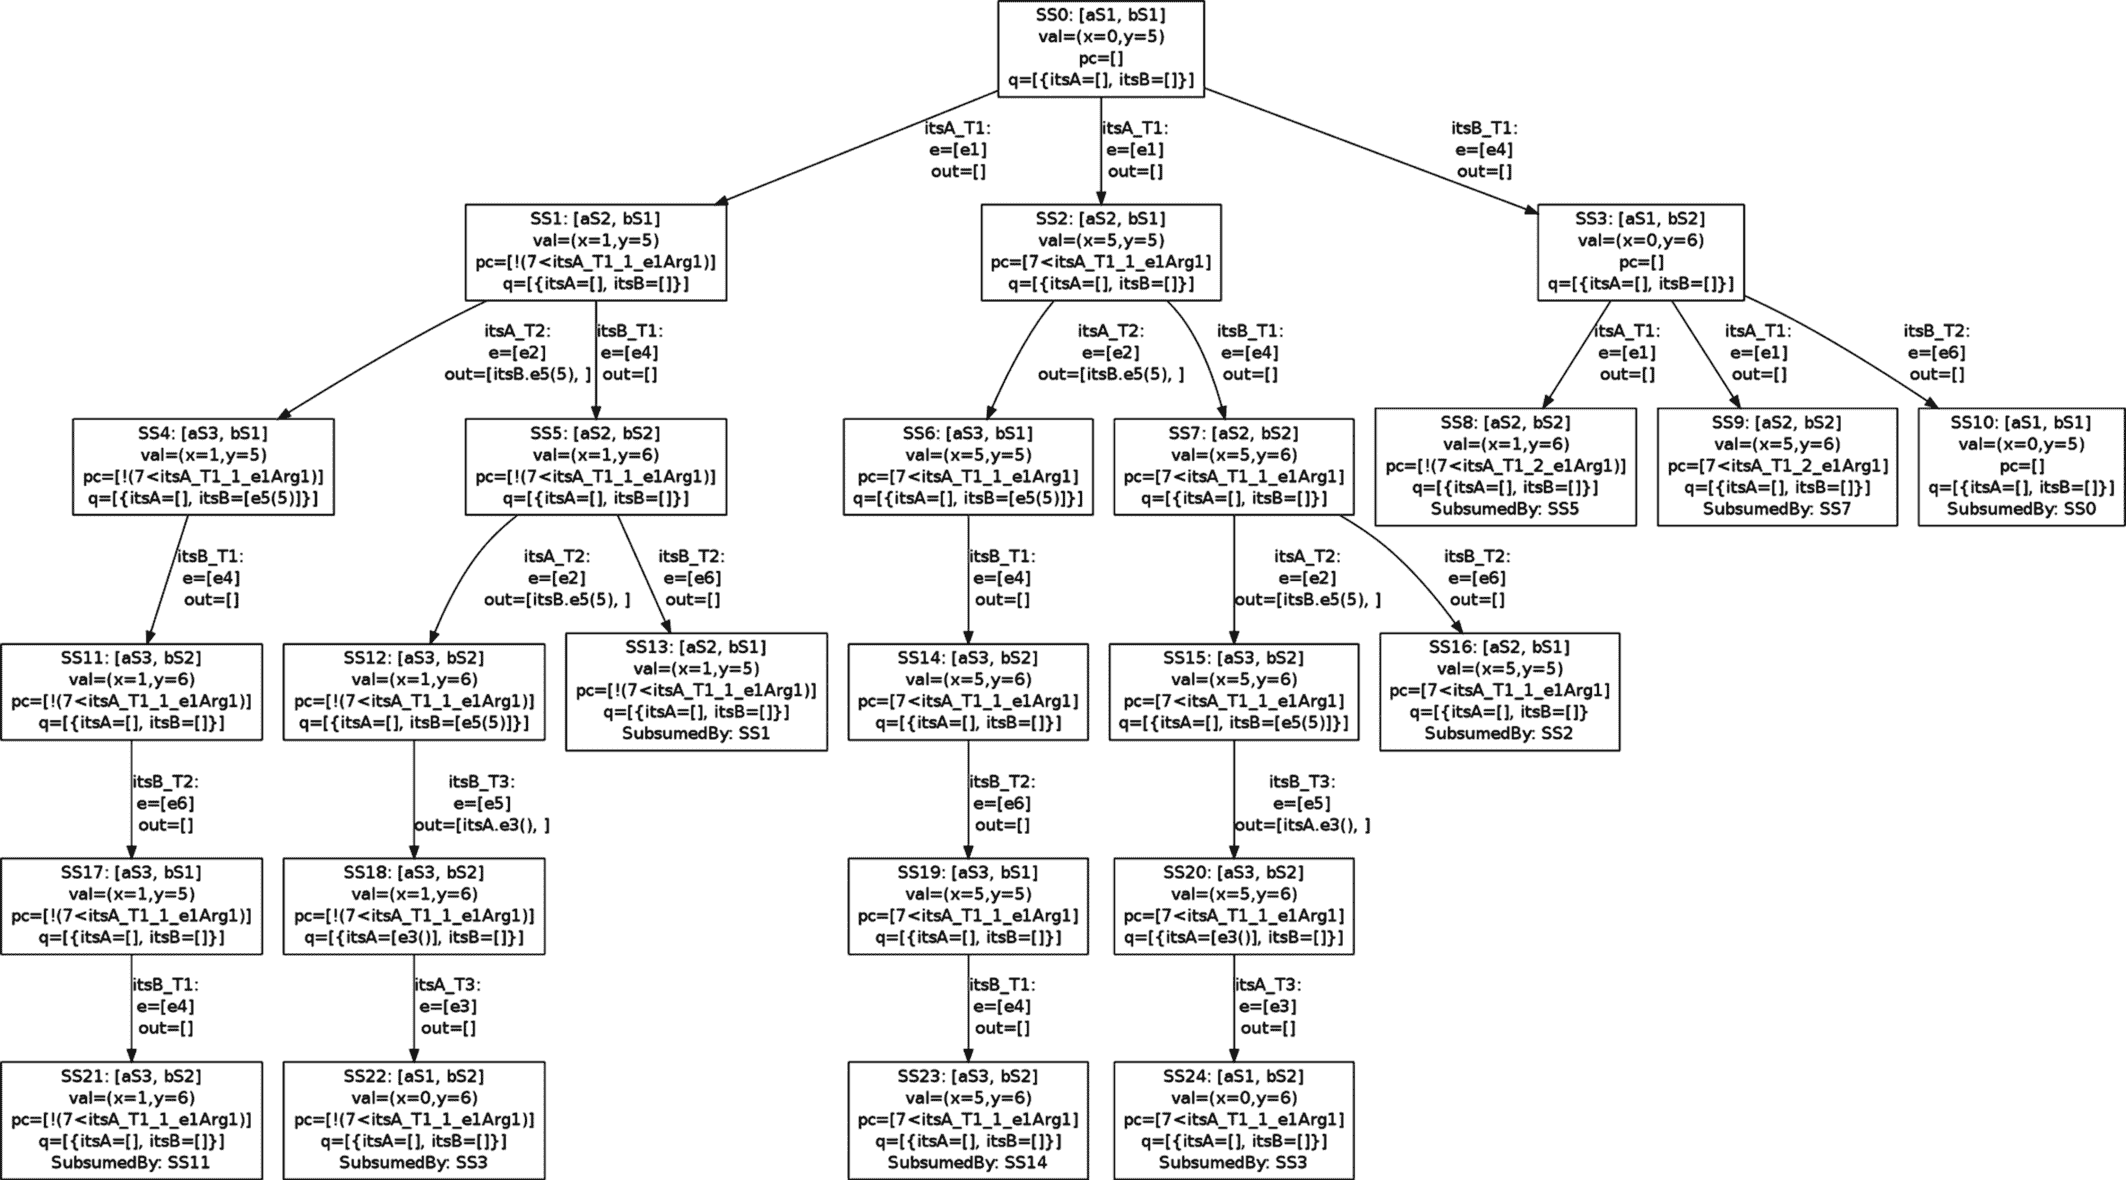 SS0: [aS1, bS1]
val=(x=0,y=5)
pc=[]
q=[{itsA=[], itsB=[]}]
itsA_T1:
e=[e1]
out=[]
itsA_T1:
e=[e1]
out=[]
itsB_T1:
e=[e4]
out=[]
SS1: [aS2, bS1]
val=(x=1,y=5)
pc=[!(7<itsA_T1_1_e1Arg1)]
q=[{itsA=[], itsB=[]}]
SS2: [aS2, bS1]
val=(x=5,y=5)
pc=[7<itsA_T1_1_e1Arg1]
q=[{itsA=[], itsB=[]}]
SS3: [aS1, bS2]
val=(x=0,y=6)
pc=[]
q=[{itsA=[], itsB=[]}]
itsA_T2:
e=[e2]
out=[itsB.e5(5), ]
itsB_T1:
e=[e4]
out=[]
itsA_T2:
e=[e2]
out=[itsB.e5(5), ]
itsB_T1:
e=[e4]
out=[]
itsA_T1:
e=[e1]
out=[]
itsA_T1:
e=[e1]
out=[]
itsB_T2:
e=[e6]
out=[]
SS4: [aS3, bS1]
val=(x=1,y=5)
pc=[!(7<itsA_T1_1_e1Arg1)]
q=[{itsA=[], itsB=[e5(5)]}]
SS5: [aS2, bS2]
val=(x=1,y=6)
pc=[!(7<itsA_T1_1_e1Arg1)]
q=[{itsA=[], itsB=[]}]
SS6: [aS3, bS1]
val=(x=5,y=5)
pc=[7<itsA_T1_1_e1Arg1]
q=[{itsA=[], itsB=[e5(5)]}]
SS7: [aS2, bS2]
val=(x=5,y=6)
pc=[7<itsA_T1_1_e1Arg1]
q=[{itsA=[], itsB=[]}]
SS8: [aS2, bS2]
val=(x=1,y=6)
pc=[!(7<itsA_T1_2_e1Arg1)]
q=[{itsA=[], itsB=[]}]
SubsumedBy: SS5
SS9: [aS2, bS2]
val=(x=5,y=6)
pc=[7<itsA_T1_2_e1Arg1]
q=[{itsA=[], itsB=[]}]
SubsumedBy: SS7
SS10: [aS1, bS1]
val=(x=0,y=5)
pc=[]
q=[{itsA=[], itsB=[]}]
SubsumedBy: SS0
itsB_T1:
e=[e4]
out=[]
itsA_T2:
e=[e2]
out=[itsB.e5(5), ]
itsB_T2:
e=[e6]
out=[]
itsB_T1:
e=[e4]
out=[]
itsA_T2:
e=[e2]
out=[itsB.e5(5), ]
itsB_T2:
e=[e6]
out=[]
SS11: [aS3, bS2]
val=(x=1,y=6)
pc=[!(7<itsA_T1_1_e1Arg1)]
q=[{itsA=[], itsB=[]}]
SS12: [aS3, bS2]
val=(x=1,y=6)
pc=[!(7<itsA_T1_1_e1Arg1)]
q=[{itsA=[], itsB=[e5(5)]}]
SS13: [aS2, bS1]
val=(x=1,y=5)
pc=[!(7<itsA_T1_1_e1Arg1)]
q=[{itsA=[], itsB=[]}]
SubsumedBy: SS1
SS14: [aS3, bS2]
val=(x=5,y=6)
pc=[7<itsA_T1_1_e1Arg1]
q=[{itsA=[], itsB=[]}]
SS15: [aS3, bS2]
val=(x=5,y=6)
pc=[7<itsA_T1_1_e1Arg1]
q=[{itsA=[], itsB=[e5(5)]}]
SS16: [aS2, bS1]
val=(x=5,y=5)
pc=[7<itsA_T1_1_e1Arg1]
q=[{itsA=[], itsB=[]}
SubsumedBy: SS2
itsB_T2:
e=[e6]
out=[]
itsB_T3:
e=[e5]
out=[itsA.e3(), ]
itsB_T2:
e=[e6]
out=[]
itsB_T3:
e=[e5]
out=[itsA.e3(), ]
SS17: [aS3, bS1]
val=(x=1,y=5)
pc=[!(7<itsA_T1_1_e1Arg1)]
q=[{itsA=[], itsB=[]}]
SS18: [aS3, bS2]
val=(x=1,y=6)
pc=[!(7<itsA_T1_1_e1Arg1)]
q=[{itsA=[e3()], itsB=[]}]
SS19: [aS3, bS1]
val=(x=5,y=5)
pc=[7<itsA_T1_1_e1Arg1]
q=[{itsA=[], itsB=[]}]
SS20: [aS3, bS2]
val=(x=5,y=6)
pc=[7<itsA_T1_1_e1Arg1]
q=[{itsA=[e3()], itsB=[]}]
itsB_T1:
e=[e4]
out=[]
itsA_T3:
e=[e3]
out=[]
itsB_T1:
e=[e4]
out=[]
itsA_T3:
e=[e3]
out=[]
SS21: [aS3, bS2]
val=(x=1,y=6)
pc=[!(7<itsA_T1_1_e1Arg1)]
q=[{itsA=[], itsB=[]}]
SubsumedBy: SS11
SS22: [aS1, bS2]
val=(x=0,y=6)
pc=[!(7<itsA_T1_1_e1Arg1)]
q=[{itsA=[], itsB=[]}]
SubsumedBy: SS3
SS23: [aS3, bS2]
val=(x=5,y=6)
pc=[7<itsA_T1_1_e1Arg1]
q=[{itsA=[], itsB=[]}]
SubsumedBy: SS14
SS24: [aS1, bS2]
val=(x=0,y=6)
pc=[7<itsA_T1_1_e1Arg1]
q=[{itsA=[], itsB=[]}]
SubsumedBy: SS3